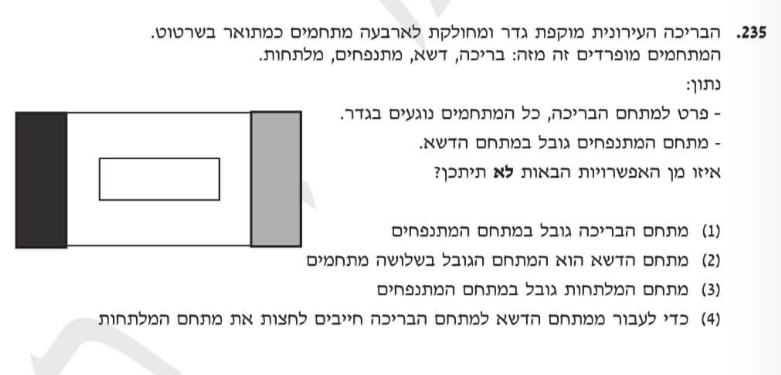 235. הבריכה העירונית מוקפת גדר ומחולקת לארבעה מתחמים כמתואר בשרטוט.
המתחמים מופרדים זה מזה: בריכה, דשא, מתנפחים, מלתחות.
נתון:
- פרט למתחם הבריכה, כל המתחמים נוגעים בגדר.
- מתחם המתנפחים גובל במתחם הדשא.
איזו מן האפשרויות הבאות לא תיתכן?
(1) מתחם הבריכה גובל במתחם המתנפחים
(2) מתחם הדשא הוא המתחם הגובל בשלושה מתחמים
(3) מתחם המלתחות גובל במתחם המתנפחים
(4) כדי לעבור ממתחם הדשא למתחם הבריכה חייבים לחצות את מתחם המלתחות